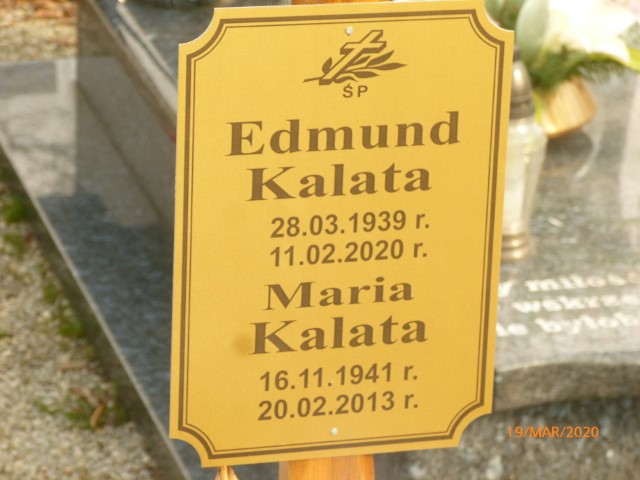 ŚP
Edmund
Kalata
28.03.1939 r.
11.02.2020 r.
Maria
Kalata
16.11.1941 r.
20.02.2013 r.
19/MAR/2020